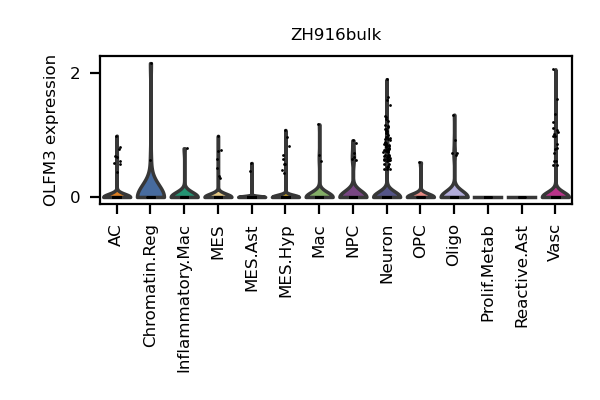 ZH916bulk
OLFM3 expression
2
0
AC
Chromatin.Reg
Inflammatory.Mac
MES
MES.Ast
MES.Hyp
Mac
NPC
Neuron
OPC
Oligo
Prolif.Metab
Reactive.Ast
Vasc